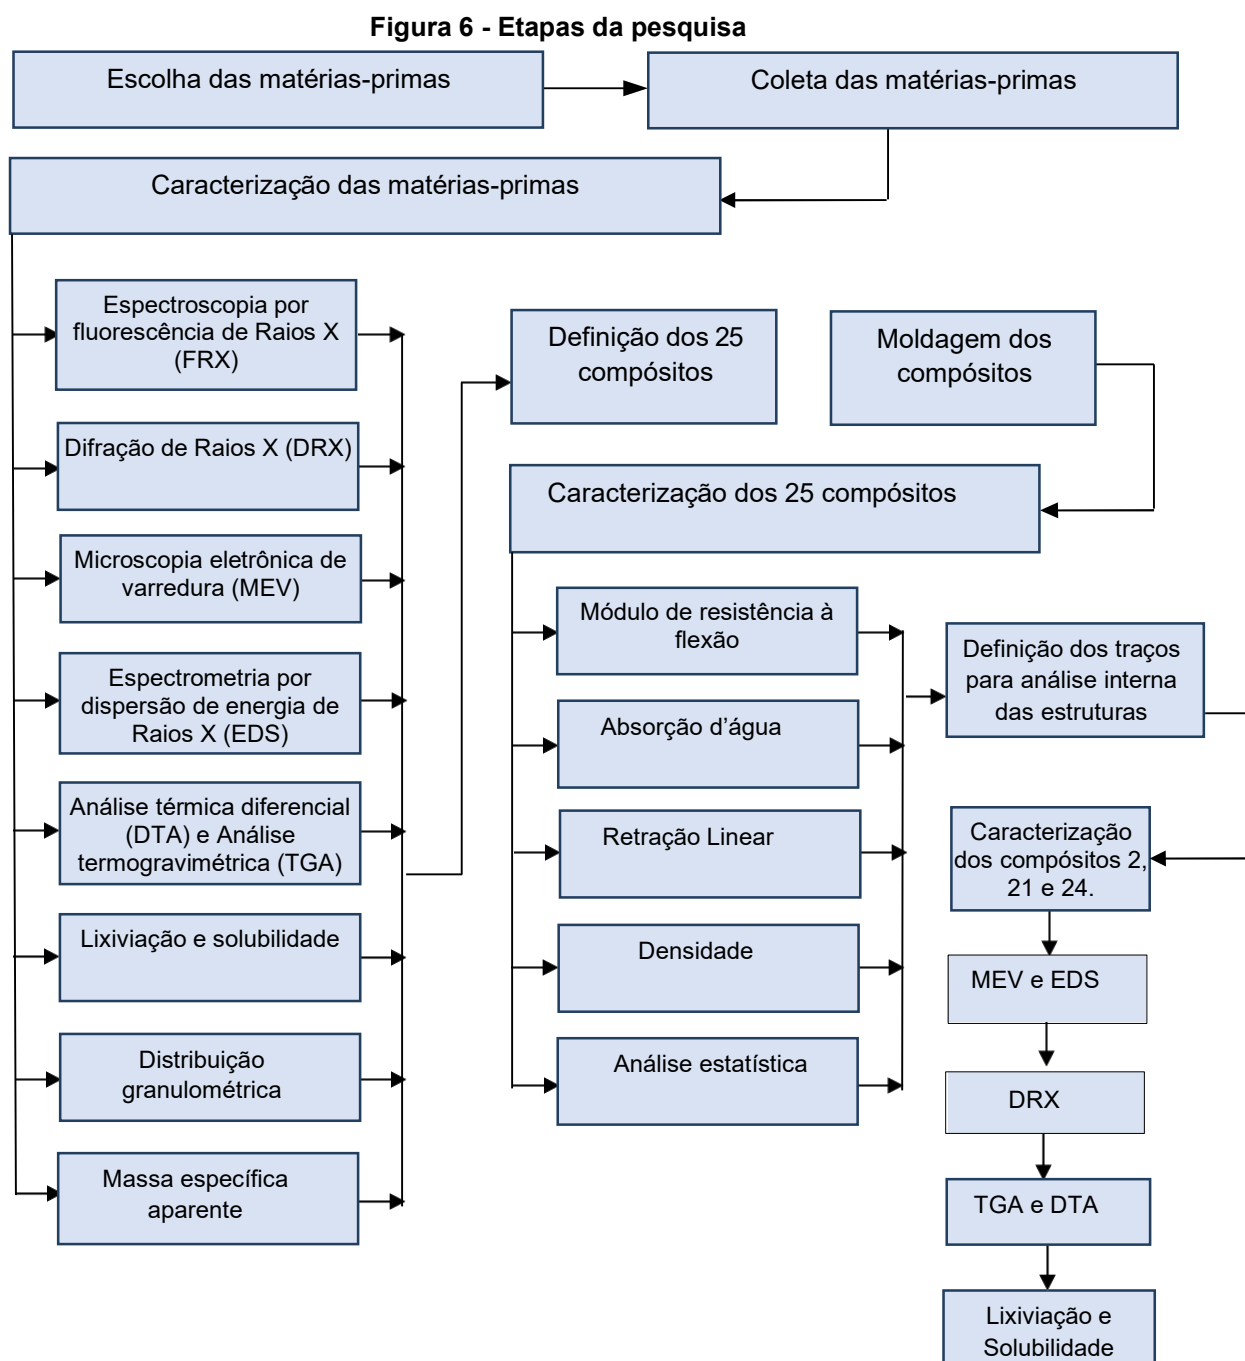 Figura 6 - Etapas da pesquisa
Escolha das matérias-primas
Coleta das matérias-primas
Caracterização das matérias-primas
Espectroscopia por
fluorescência de Raios X
(FRX)
Difração de Raios X (DRX)
Microscopia eletrônica de
varredura (MEV)
Espectrometria por
dispersão de energia de
Raios X (EDS)
Análise térmica diferencial
(DTA) e Análise
termogravimétrica (TGA)
Lixiviação e solubilidade
Distribuição
granulométrica
Massa específica
aparente
Definição dos 25
compósitos
Moldagem dos
compósitos
Caracterização dos 25 compósitos
Módulo de resistência à
flexão
Absorção d’água
Retração Linear
Densidade
Análise estatística
Definição dos traços
para análise interna
das estruturas
Caracterização
dos compósitos 2,
21 e 24.
MEV e EDS
DRX
TGA e DTA
Lixiviação e
Solubilidade